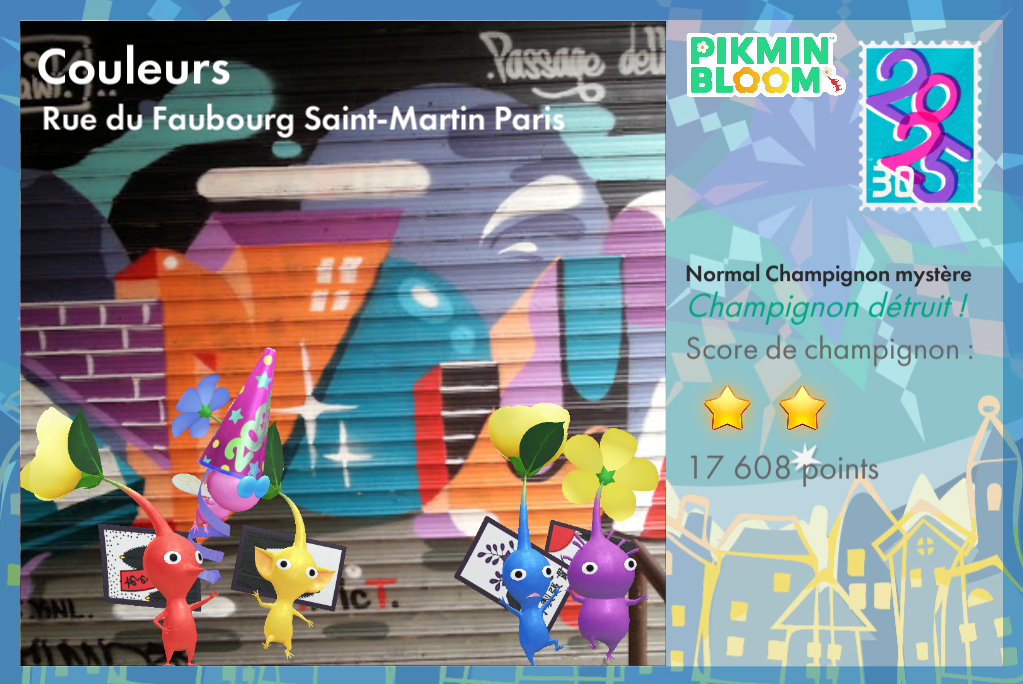 Couleurs
Rue du Faubourg Saint-Martin Paris
Passage
PIKMIN
BLOOM
2025
30
Normal Champignon mystère
Champignon détruit !
Score de champignon :
17 608 points